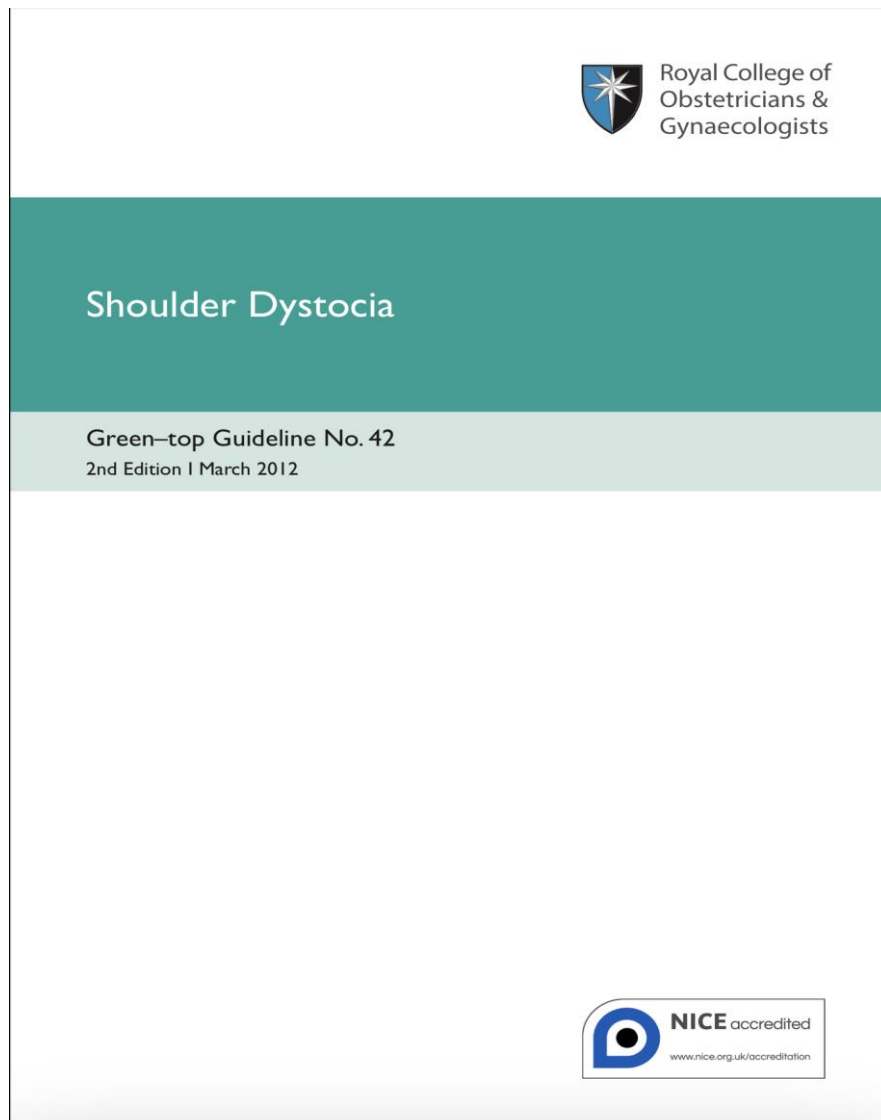 Royal College of
Obstetricians &
Gynaecologists
Shoulder Dystocia
Green–top Guideline No. 42
2nd Edition I March 2012
NICE accredited
www.nice.org.uk/accreditation